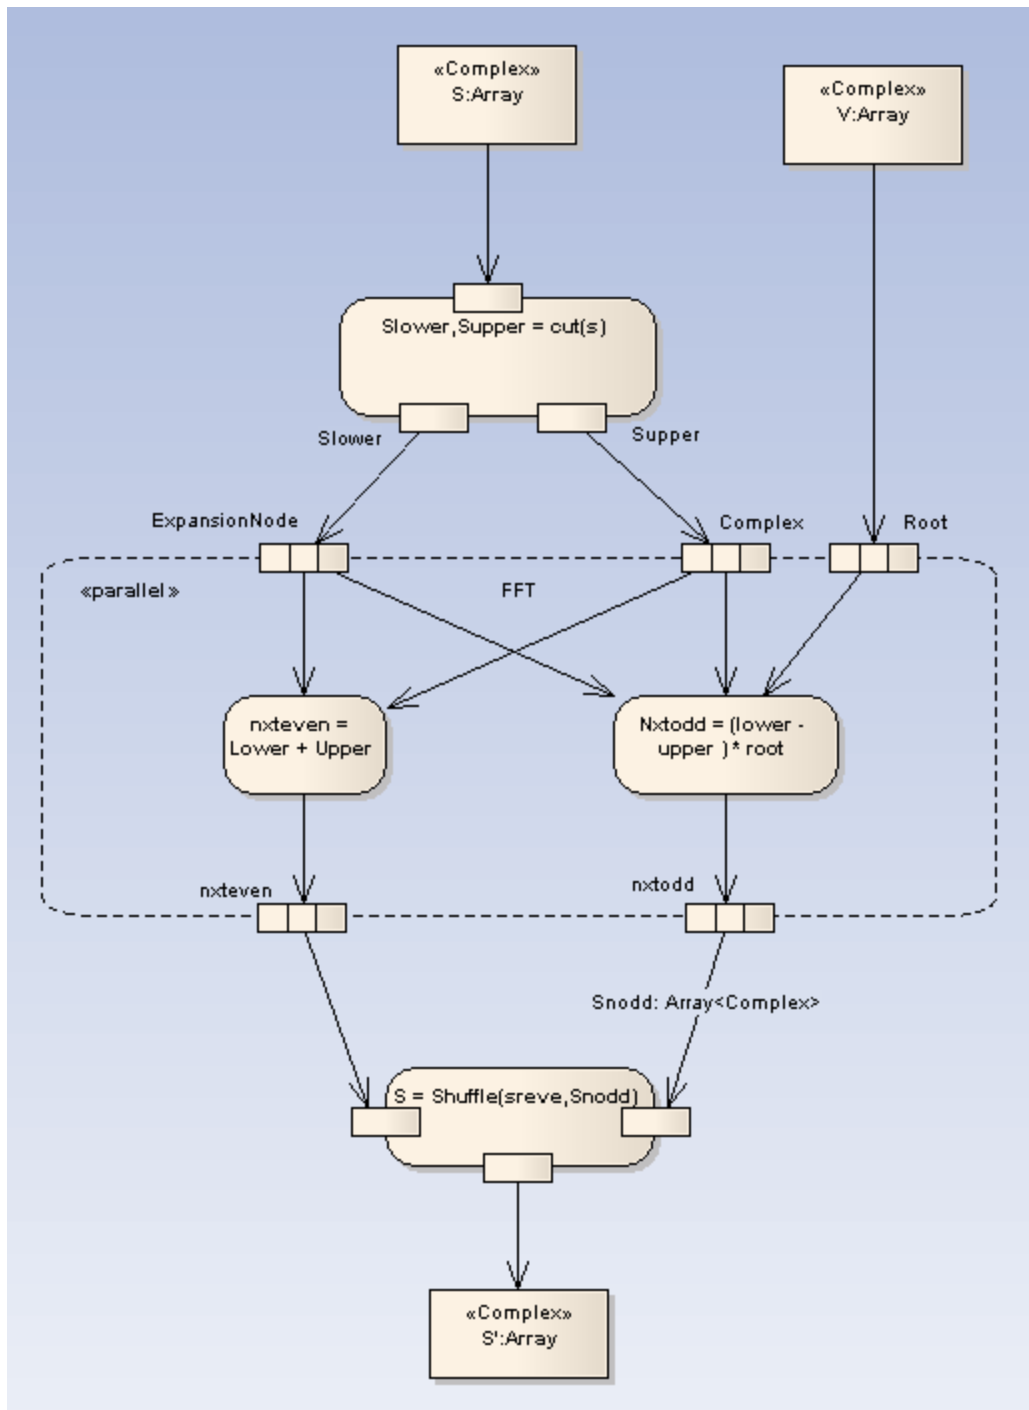 «Complex»
S:Array
«Complex»
V:Array
Slower,Supper = cut(s)
Slower
Supper
ExpansionNode
Complex
Root
«parallel»
FFT
nxteven =
Lower + Upper
Nxtodd = (lower -
upper )* root
nxteven
nxtodd
Snodd: Array<Complex>
S = Shuffle(sreve,Snodd)
«Complex»
S':Array